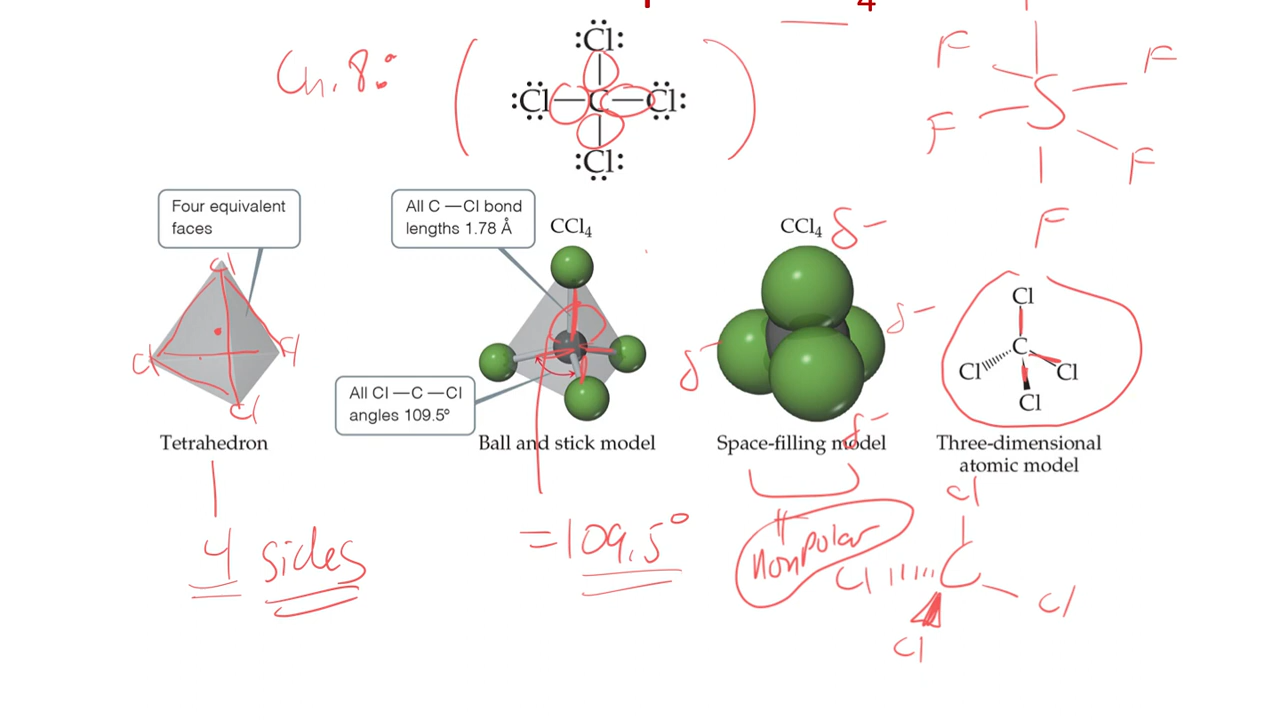 4
Ch. 8:
:Cl:
:Cl—C—Cl:
:Cl:
F
F
S
F
F
F
Four equivalent
faces
All C—Cl bond
lengths 1.78 Å
CCl₄
CCl₄
δ-
δ-
δ-
δ-
Cl
Cl
Cl
Cl
All Cl—C—Cl
angles 109.5°
Cl
C
Cl
Cl
Cl
Tetrahedron
Ball and stick model
Space-filling model
Three-dimensional
atomic model
4 sides
=109.5°
nonpolar
Cl
Cl
C
Cl
Cl